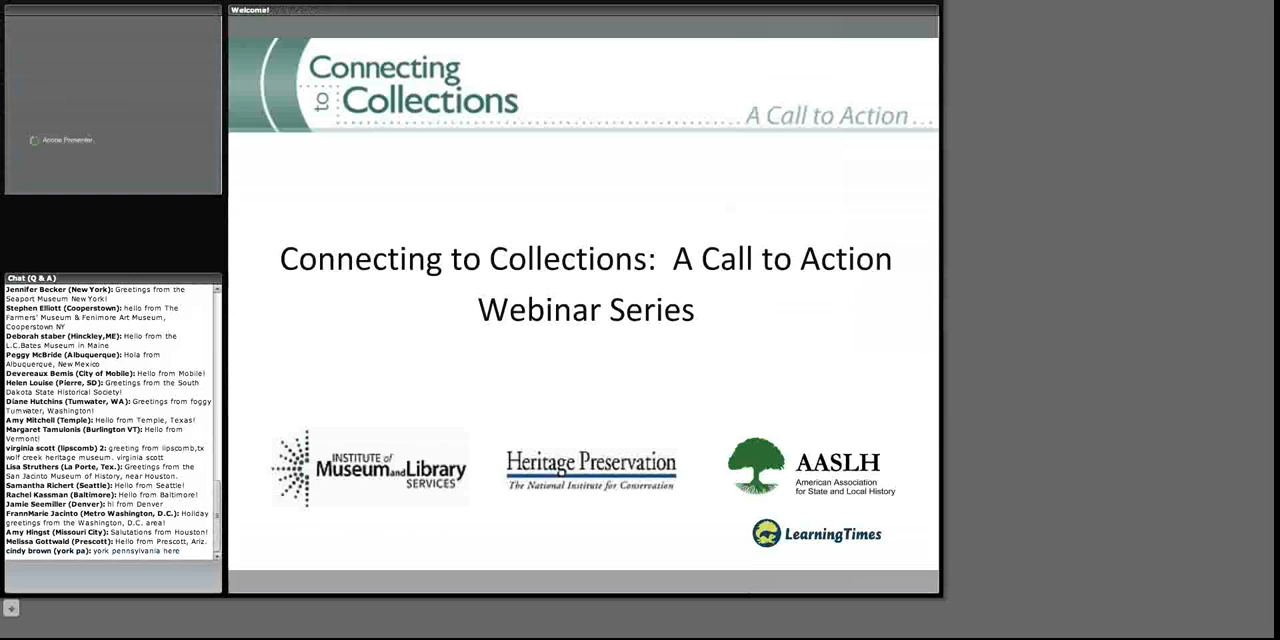 Welcome!
Connecting
to Collections
A Call to Action
Connecting to Collections: A Call to Action
Webinar Series
INSTITUTE of
Museum and Library
SERVICES
Heritage Preservation
The National Institute for Conservation
AASLH
American Association
for State and Local History
LearningTimes
Adobe Presenter
Chat (Q & A)
Jennifer Becker (New York): Greetings from the
Seaport Museum New York!
Stephen Elliott (Cooperstown): hello from The
Farmers' Museum & Fenimore Art Museum,
Cooperstown NY
Deborah staber (Hinckley,ME): Hello from the
L.C.Bates Museum in Maine
Peggy McBride (Albuquerque): Hola from
Albuquerque, New Mexico
Devereaux Bemis (City of Mobile): Hello from Mobile!
Helen Louise (Pierre, SD): Greetings from the South
Dakota State Historical Society!
Diane Hutchins (Tumwater, WA): Greetings from foggy
Tumwater, Washington!
Amy Mitchell (Temple): Hello from Temple, Texas!
Margaret Tamulonis (Burlington VT): Hello from
Vermont!
virginia scott (lipscomb) 2: greeting from lipscomb,tx
wolf creek heritage museum. virginia scott
Lisa Struthers (La Porte, Tex.): Greetings from the
San Jacinto Museum of History, near Houston.
Samantha Richert (Seattle): Hello from Seattle!
Rachel Kassman (Baltimore): Hello from Baltimore!
Jamie Seemiller (Denver): hi from Denver
FrannMarie Jacinto (Metro Washington, D.C.): Holiday
greetings from the Washington, D.C. area!
Amy Hingst (Missouri City): Salutations from Houston!
Melissa Gottwald (Prescott): Hello from Prescott, Ariz.
cindy brown (york pa): york pennsylvania here